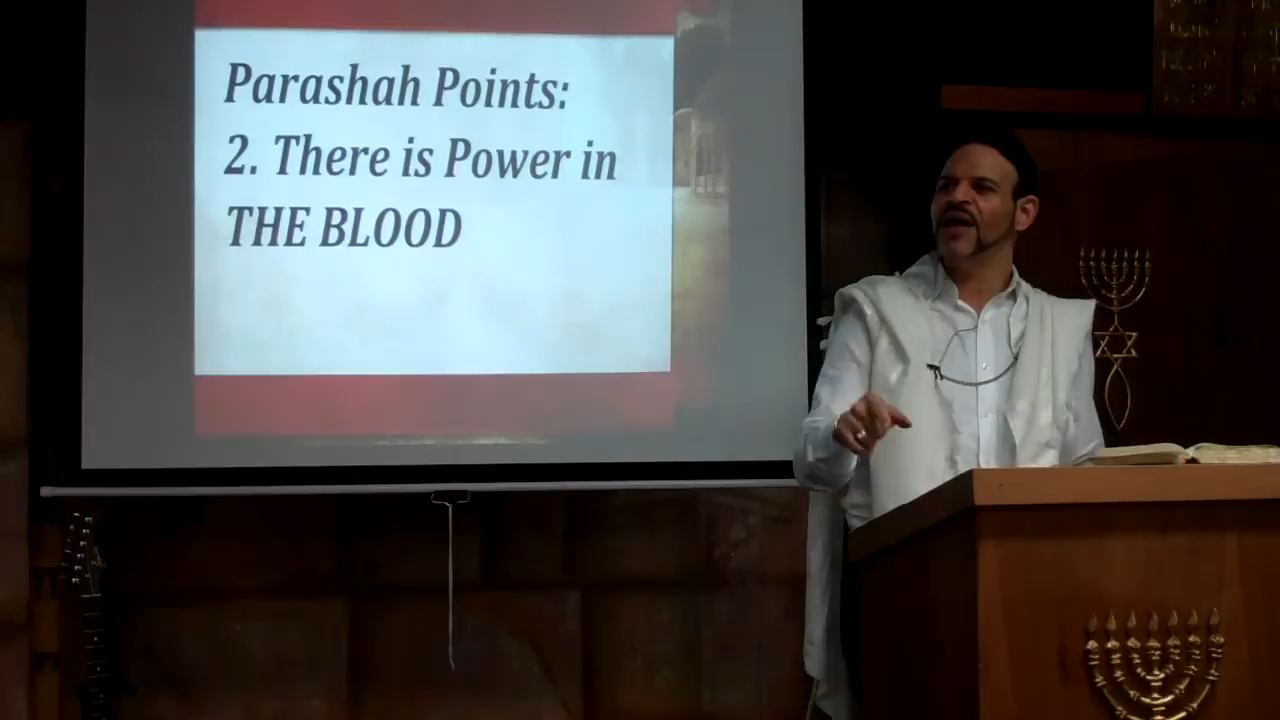 Parashah Points:
2. There is Power in
THE BLOOD